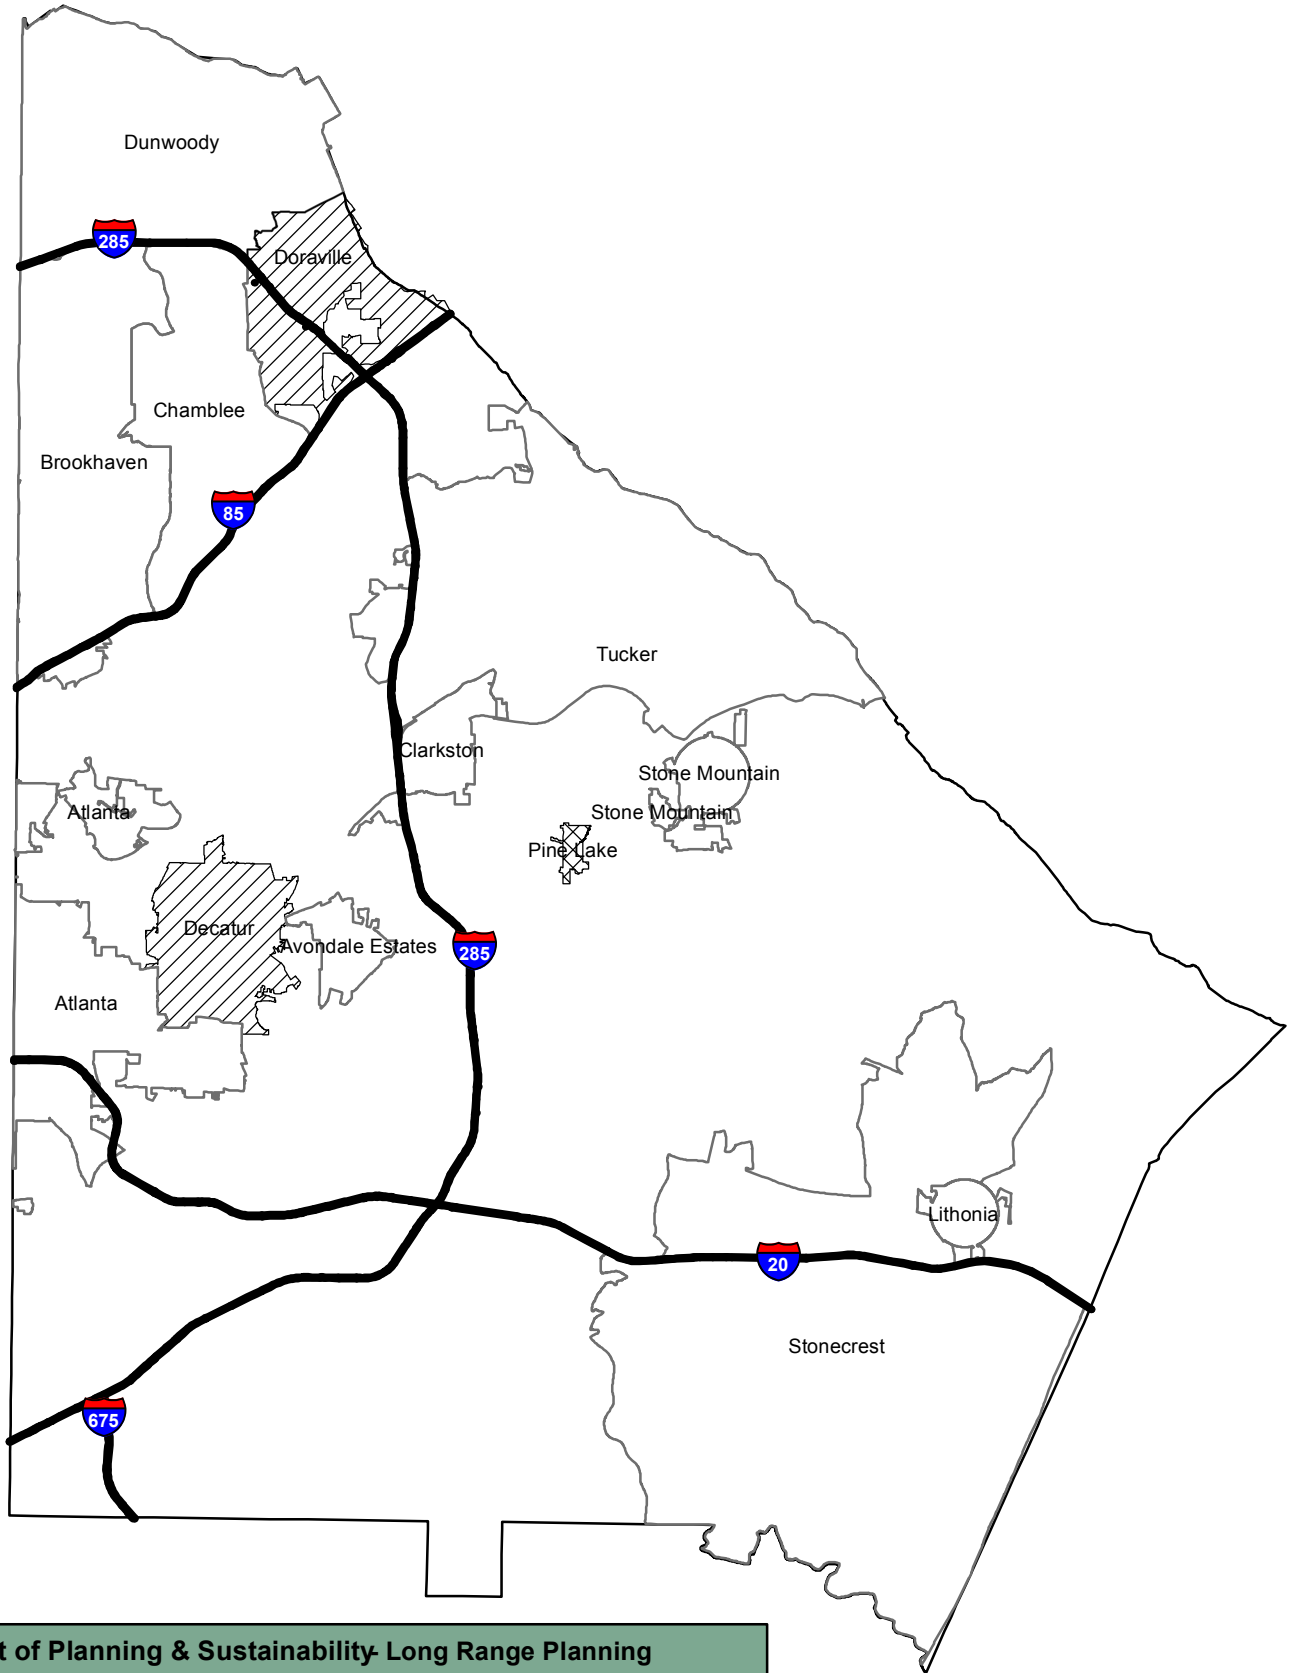 Dunwoody
285
Doraville
Chamblee
Brookhaven
85
Tucker
Clarkston
Stone Mountain
Atlanta
Stone Mountain
Pine Lake
Decatur
Avondale Estates
285
Atlanta
Lithonia
20
Stonecrest
675
t of Planning & Sustainability- Long Range Planning